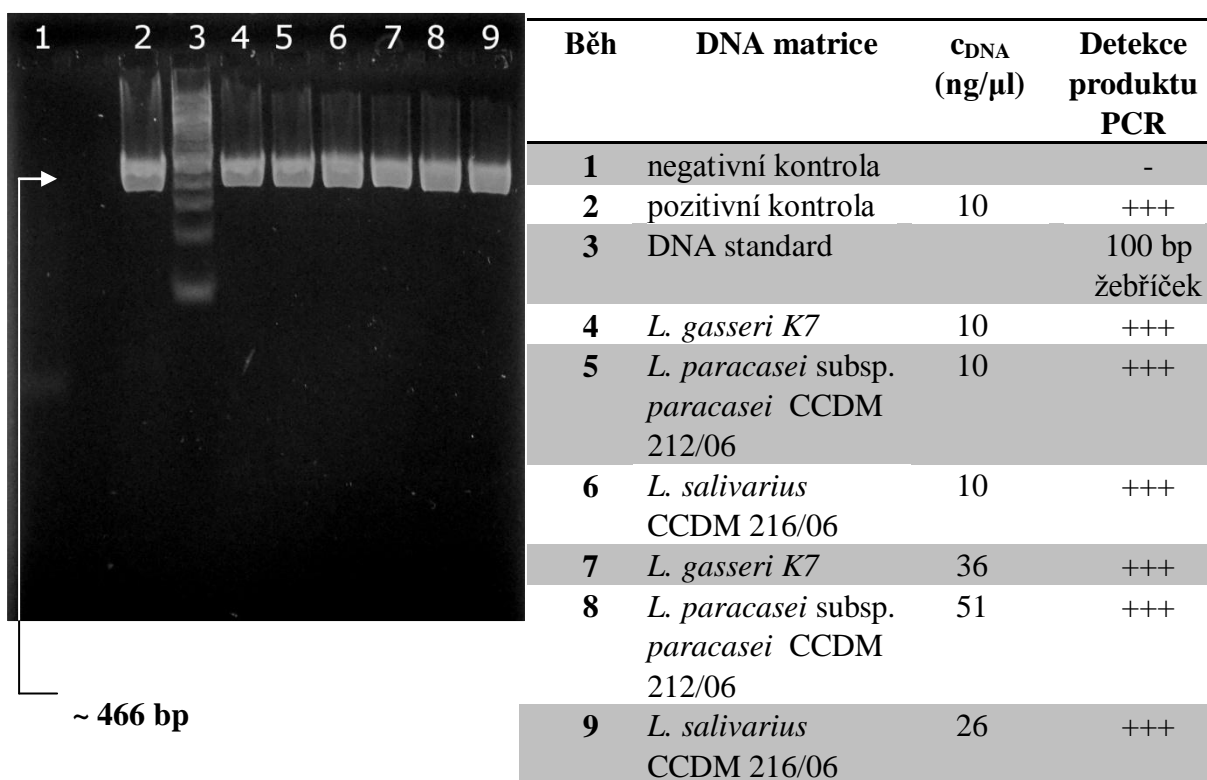 1 2 3 4 5 6 7 8 9
~ 466 bp
Běh DNA matrice cDNA Detekce
(ng/μl) produktu
PCR
1 negativní kontrola -
2 pozitivní kontrola 10 +++
3 DNA standard 100 bp
žebříček
4 L. gasseri K7 10 +++
5 L. paracasei subsp. 10 +++
paracasei CCDM
212/06
6 L. salivarius 10 +++
CCDM 216/06
7 L. gasseri K7 36 +++
8 L. paracasei subsp. 51 +++
paracasei CCDM
212/06
9 L. salivarius 26 +++
CCDM 216/06